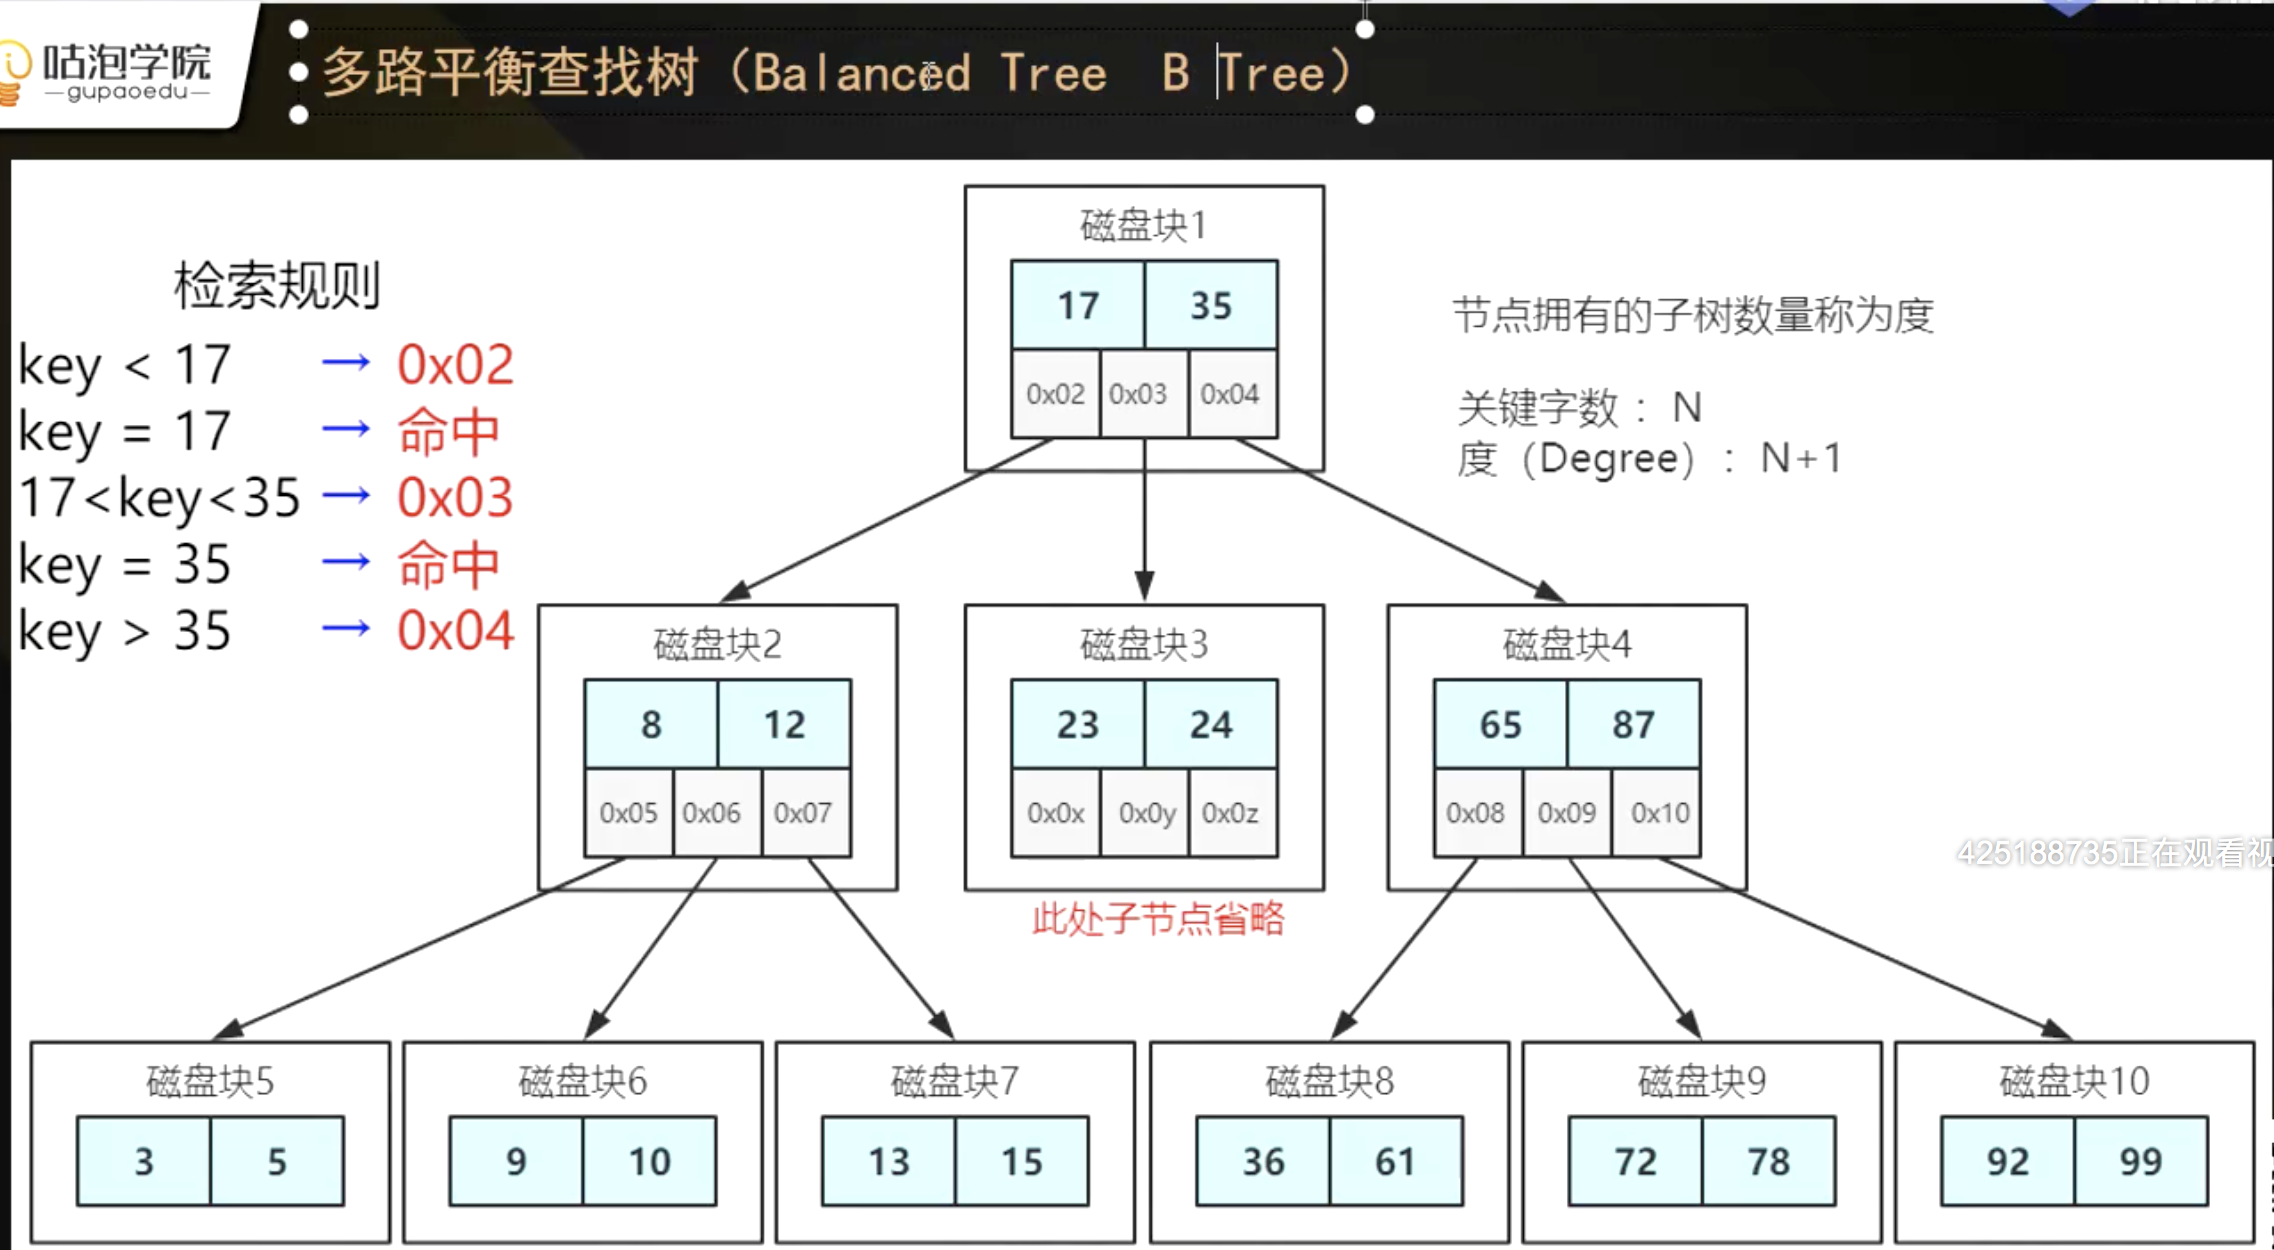 咕泡学院
gupaoedu
多路平衡查找树（Balanced Tree B Tree）
检索规则
key < 17 → 0x02
key = 17 → 命中
17<key<35 → 0x03
key = 35 → 命中
key > 35 → 0x04
磁盘块1
17 35
0x02 0x03 0x04
节点拥有的子树数量称为度
关键字数：N
度（Degree）：N+1
磁盘块2
8 12
0x05 0x06 0x07
磁盘块3
23 24
0x0x 0x0y 0x0z
此处子节点省略
磁盘块4
65 87
0x08 0x09 0x10
425188735正在观看视
磁盘块5
3 5
磁盘块6
9 10
磁盘块7
13 15
磁盘块8
36 61
磁盘块9
72 78
磁盘块10
92 99